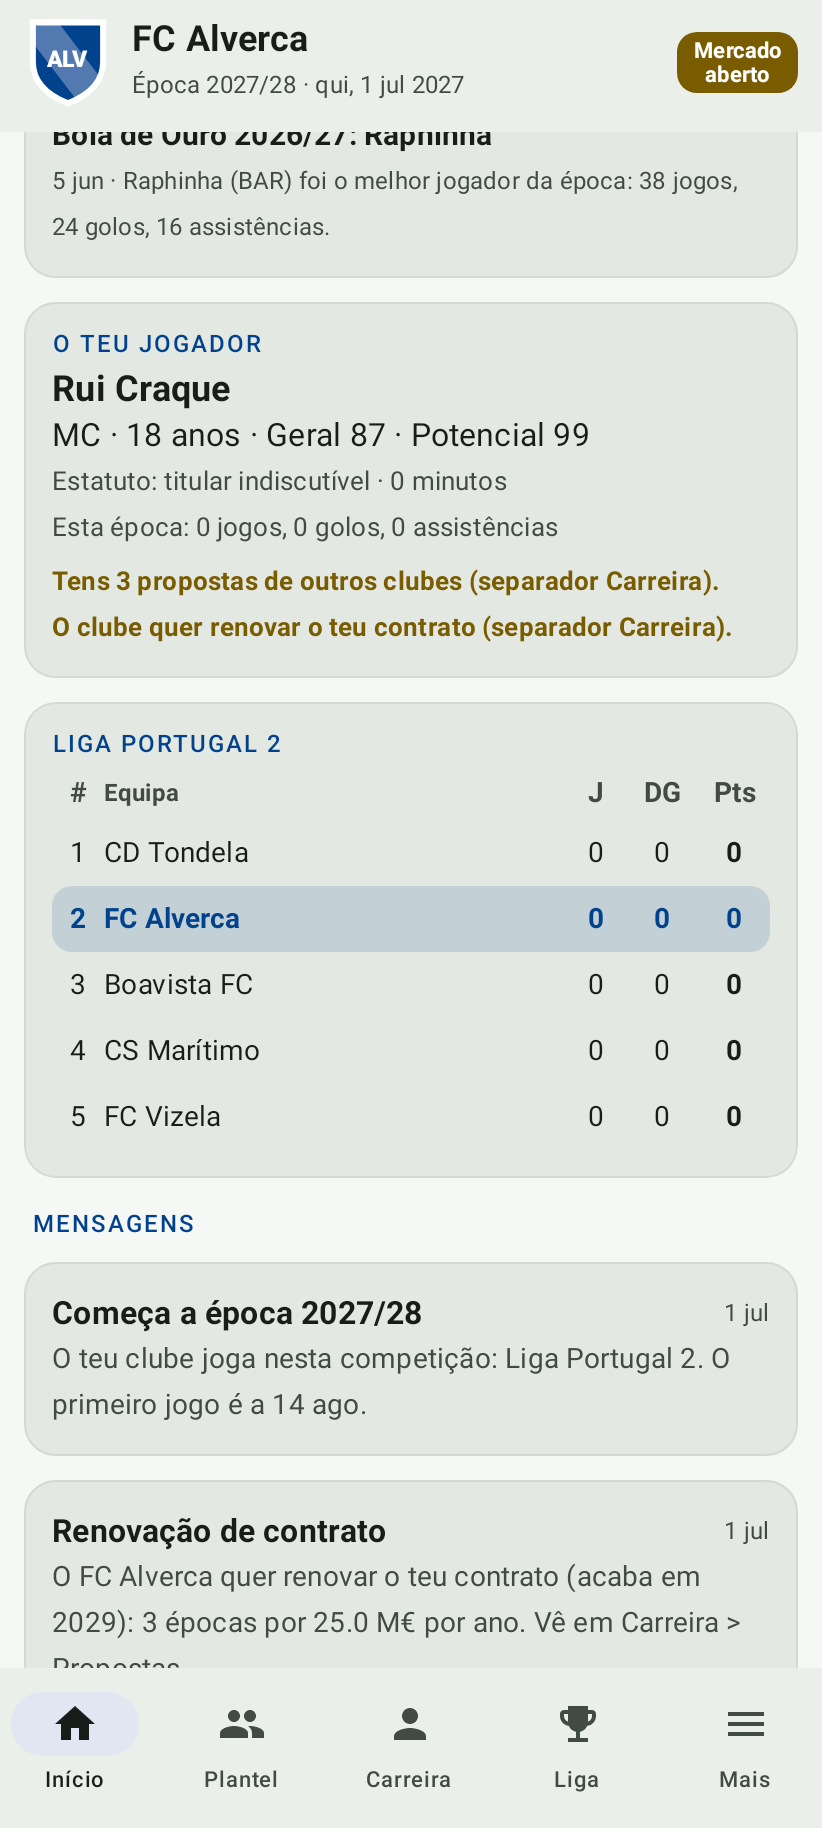 ALV
FC Alverca
Época 2027/28 · qui, 1 jul 2027
Mercado
aberto
Bola de Ouro 2026/27: Raphinha
5 jun · Raphinha (BAR) foi o melhor jogador da época: 38 jogos,
24 golos, 16 assistências.
O TEU JOGADOR
Rui Craque
MC · 18 anos · Geral 87 · Potencial 99
Estatuto: titular indiscutível · 0 minutos
Esta época: 0 jogos, 0 golos, 0 assistências
Tens 3 propostas de outros clubes (separador Carreira).
O clube quer renovar o teu contrato (separador Carreira).
LIGA PORTUGAL 2
# Equipa J DG Pts
1 CD Tondela 0 0 0
2 FC Alverca 0 0 0
3 Boavista FC 0 0 0
4 CS Marítimo 0 0 0
5 FC Vizela 0 0 0
MENSAGENS
Começa a época 2027/28 1 jul
O teu clube joga nesta competição: Liga Portugal 2. O
primeiro jogo é a 14 ago.
Renovação de contrato 1 jul
O FC Alverca quer renovar o teu contrato (acaba em
2029): 3 épocas por 25.0 M€ por ano. Vê em Carreira >
Propostas
Início Plantel Carreira Liga Mais